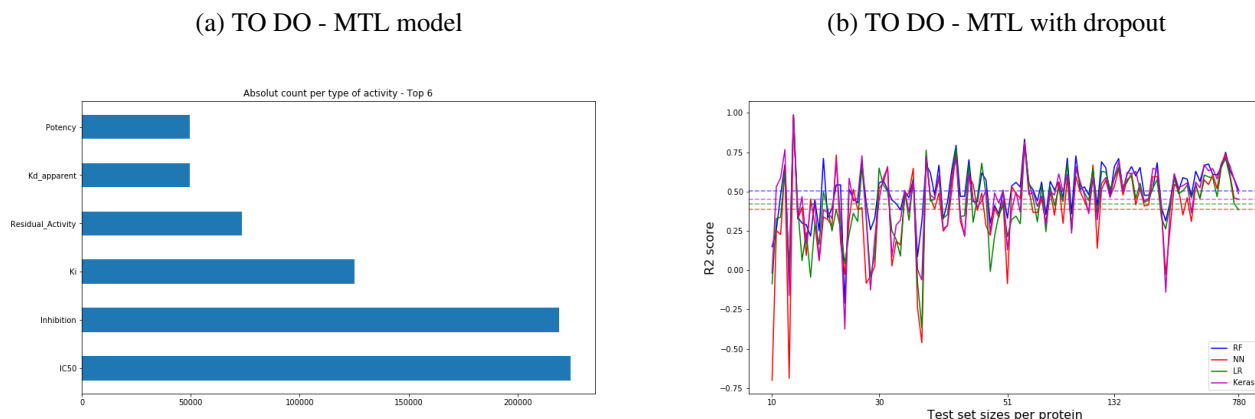 (a) TO DO - MTL model
(b) TO DO - MTL with dropout
Absolut count per type of activity - Top 6
Potency
Kd_apparent
Residual_Activity
Ki
Inhibition
IC50
0 50000 100000 150000 200000
R2 score
1.00
0.75
0.50
0.25
0.00
−0.25
−0.50
−0.75
RF
NN
LR
Keras
10 30 51 132 780
Test set sizes per protein